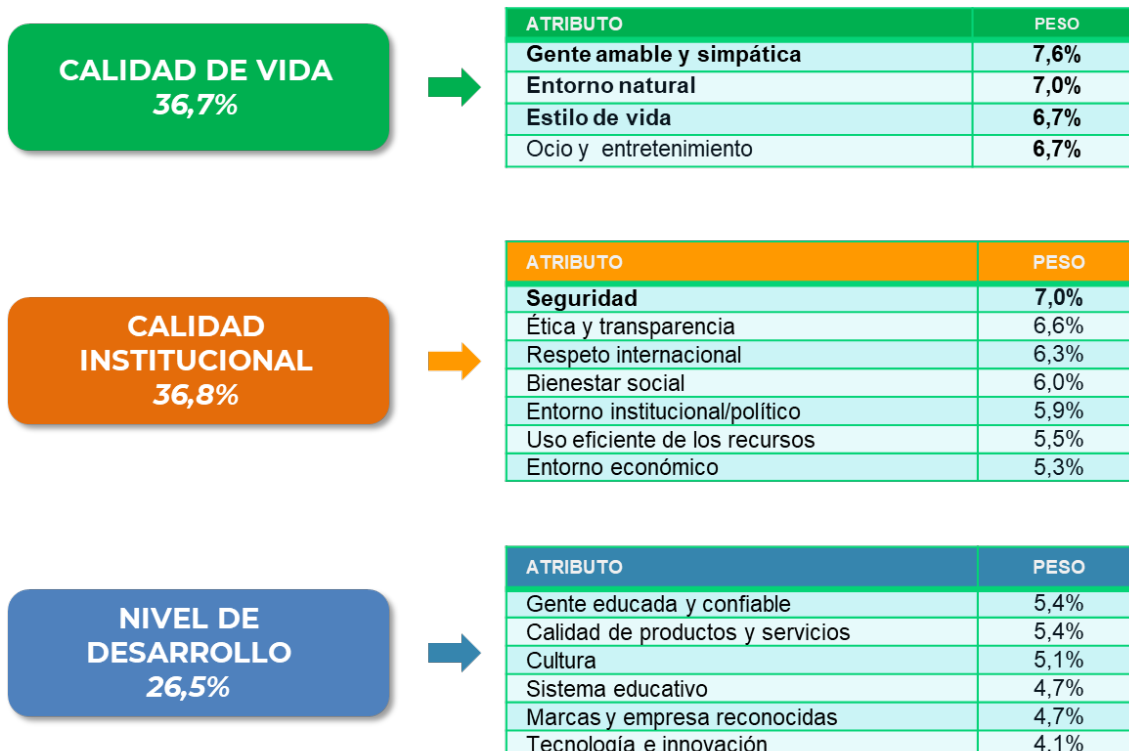 CALIDAD DE VIDA
36,7%
ATRIBUTO PESO
Gente amable y simpática 7,6%
Entorno natural 7,0%
Estilo de vida 6,7%
Ocio y entretenimiento 6,7%
CALIDAD
INSTITUCIONAL
36,8%
ATRIBUTO PESO
Seguridad 7,0%
Ética y transparencia 6,6%
Respeto internacional 6,3%
Bienestar social 6,0%
Entorno institucional/político 5,9%
Uso eficiente de los recursos 5,5%
Entorno económico 5,3%
NIVEL DE
DESARROLLO
26,5%
ATRIBUTO PESO
Gente educada y confiable 5,4%
Calidad de productos y servicios 5,4%
Cultura 5,1%
Sistema educativo 4,7%
Marcas y empresa reconocidas 4,7%
Tecnología e innovación 4,1%